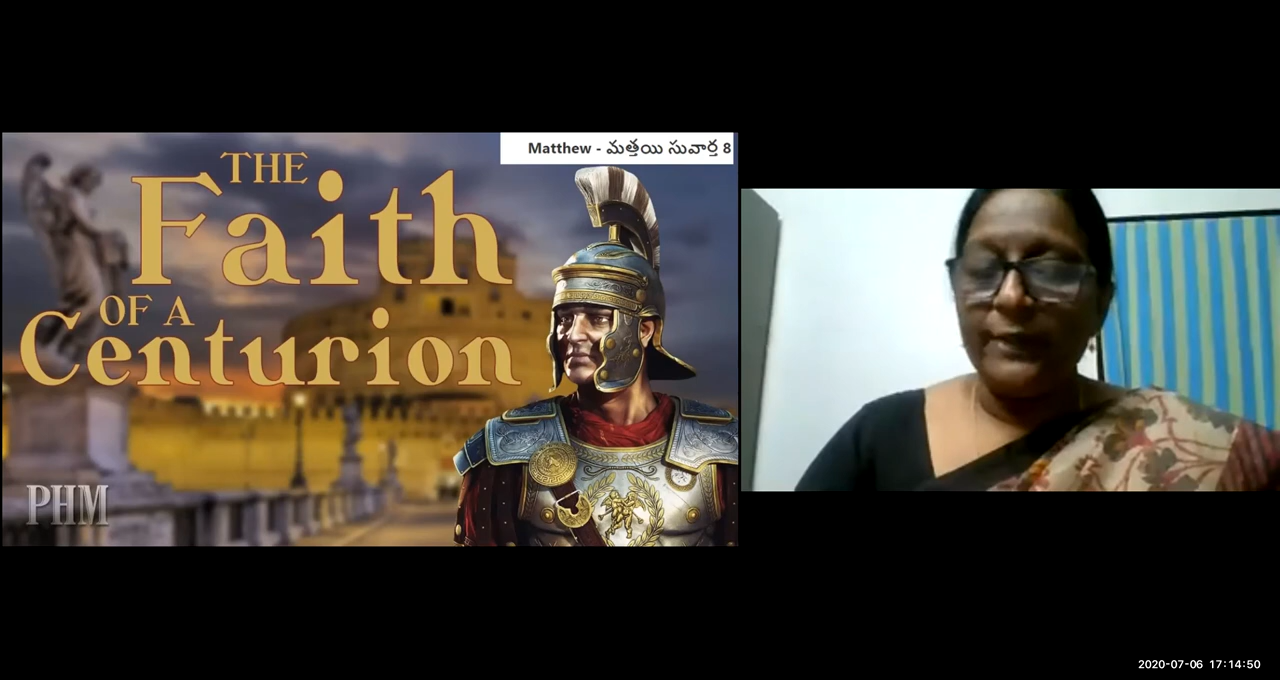 Matthew - మత్తయి సువార్త 8
THE
Faith
OF A
Centurion
PHM
2020-07-06 17:14:50